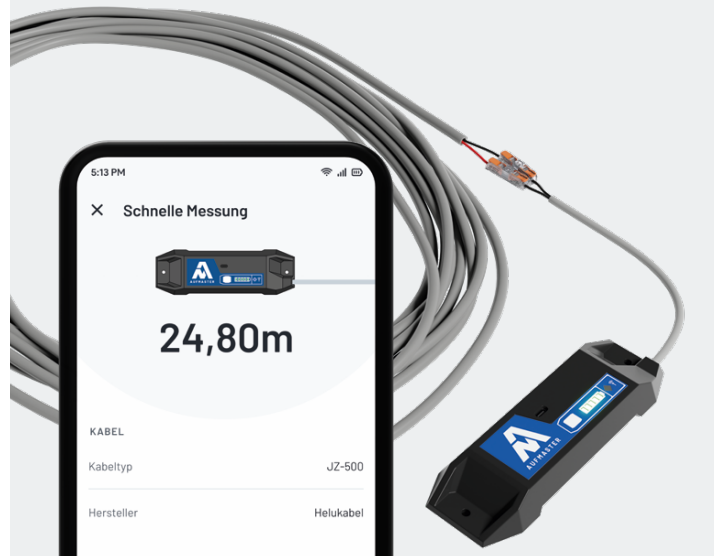 5:13 PM
Schnelle Messung
AUFMASTER
24,80m
KABEL
Kabeltyp
JZ-500
Hersteller
Helukabel
AUFMASTER